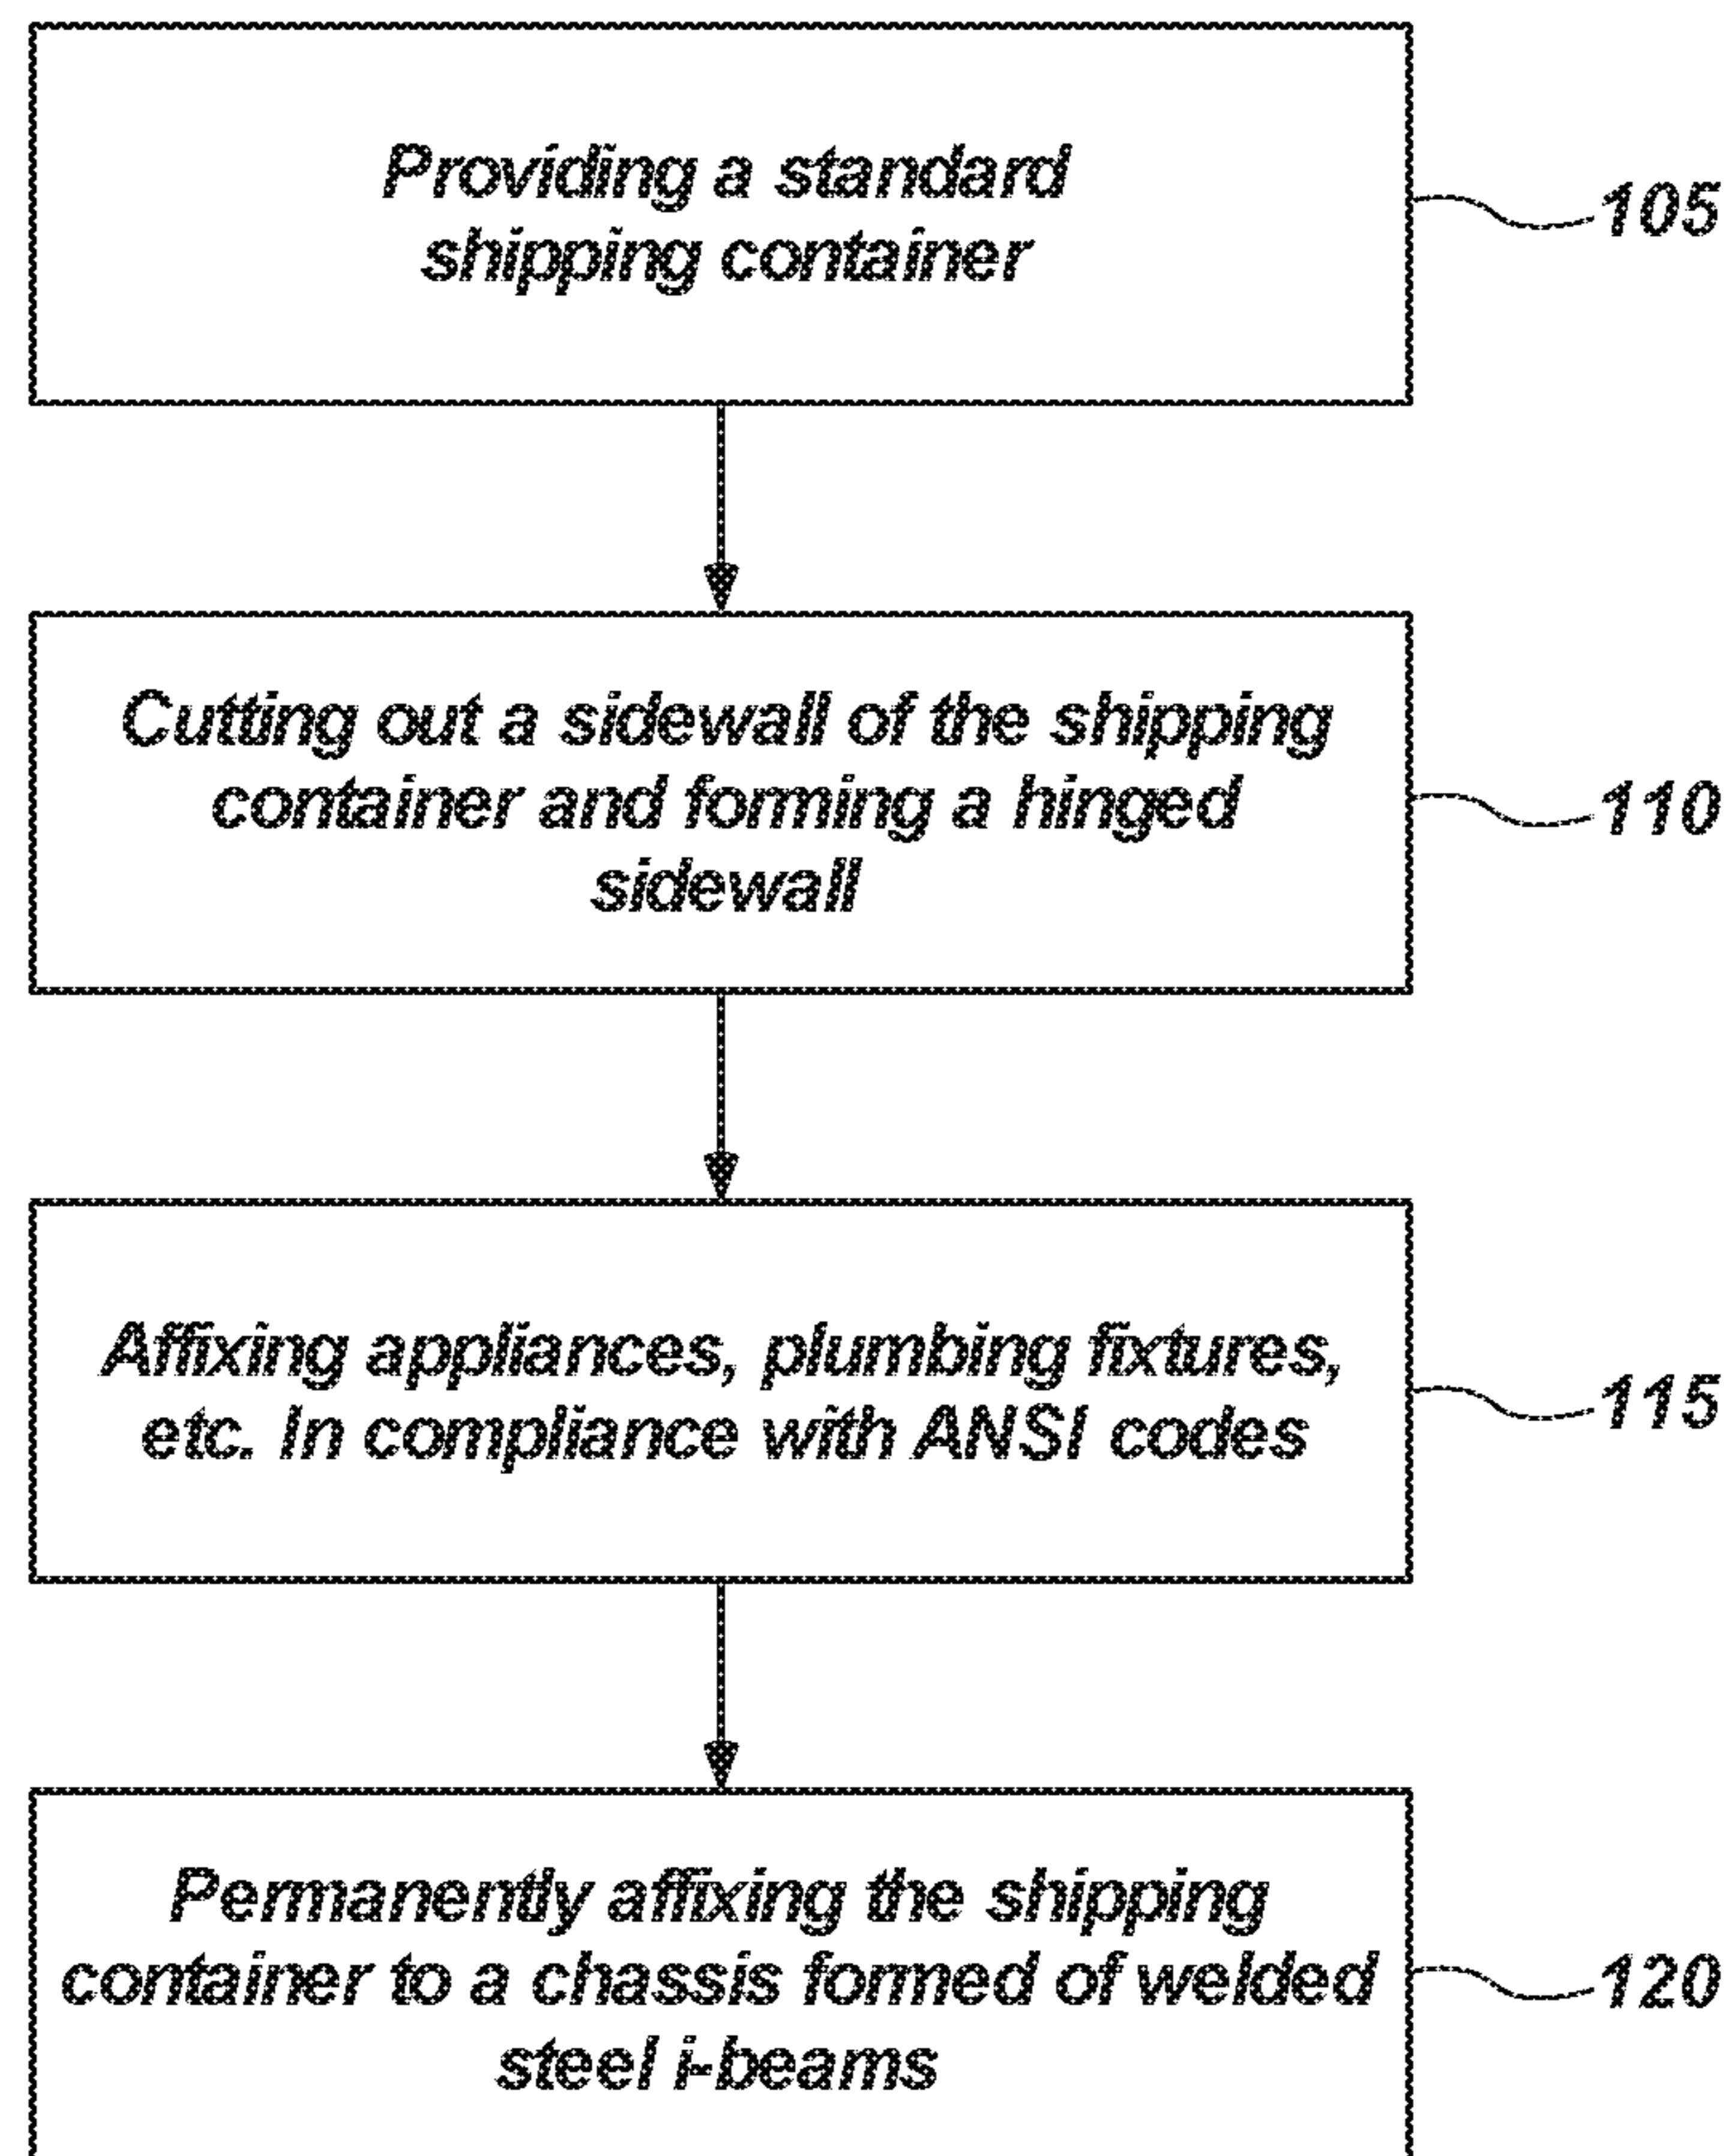 Providing a standard
shipping container
105
Cutting out a sidewall of the shipping
container and forming a hinged
sidewall
110
Affixing appliances, plumbing fixtures,
etc. In compliance with ANSI codes
115
Permanently affixing the shipping
container to a chassis formed of welded
steel i-beams
120